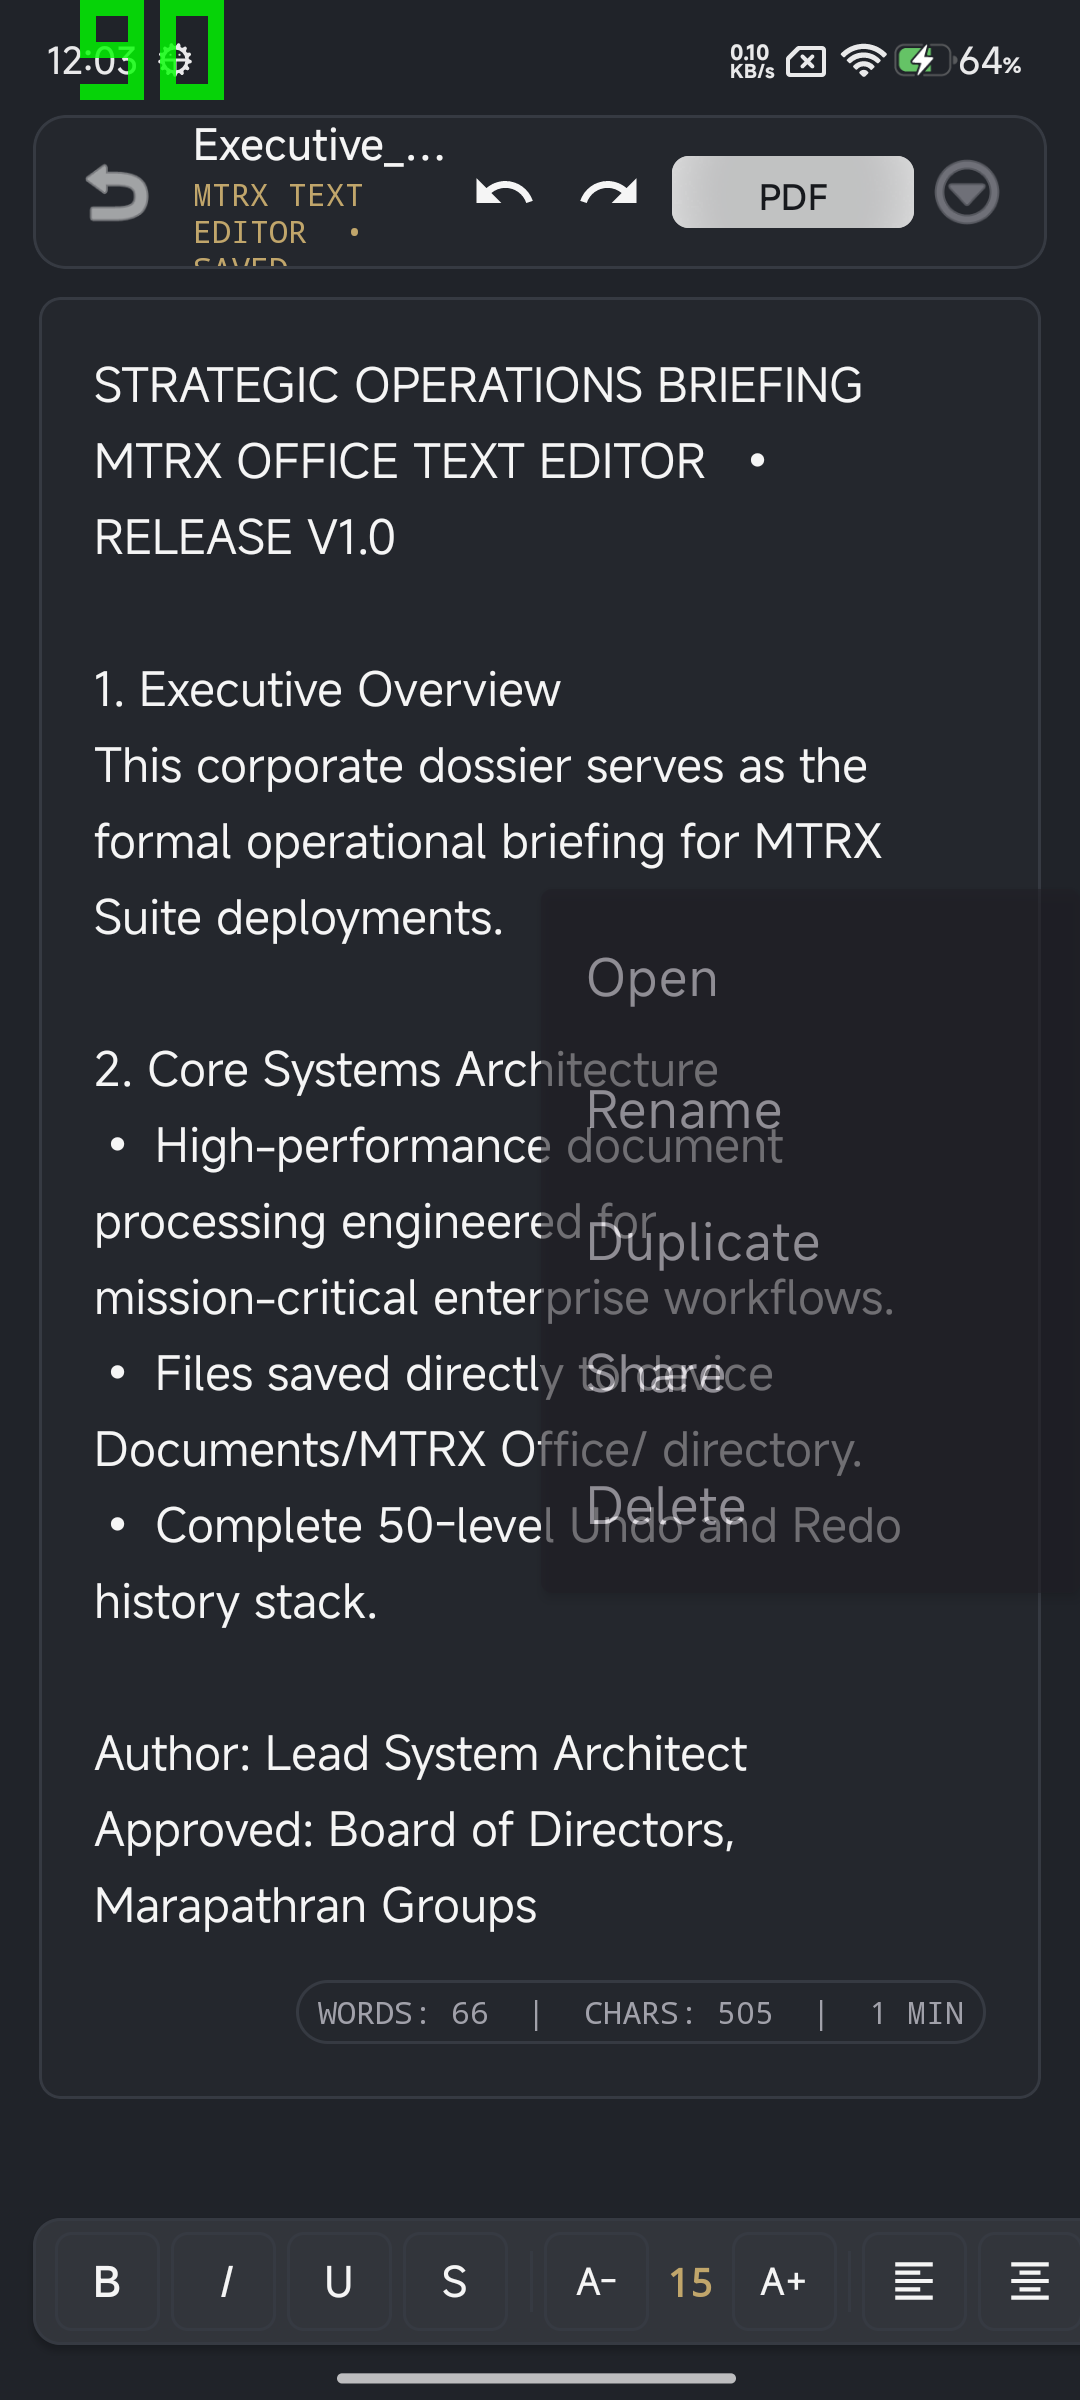 90
12:03
0.10 KB/s
64%
Executive_...
MTRX TEXT
EDITOR •
SAVED
PDF
STRATEGIC OPERATIONS BRIEFING
MTRX OFFICE TEXT EDITOR •
RELEASE V1.0
1. Executive Overview
This corporate dossier serves as the
formal operational briefing for MTRX
Suite deployments.
2. Core Systems Architecture
• High-performance document
processing engineered for
mission-critical enterprise workflows.
• Files saved directly to device
Documents/MTRX Office/ directory.
• Complete 50-level Undo and Redo
history stack.
Open
Rename
Duplicate
Share
Delete
Author: Lead System Architect
Approved: Board of Directors,
Marapathran Groups
WORDS: 66 | CHARS: 505 | 1 MIN
B I U S A- 15 A+